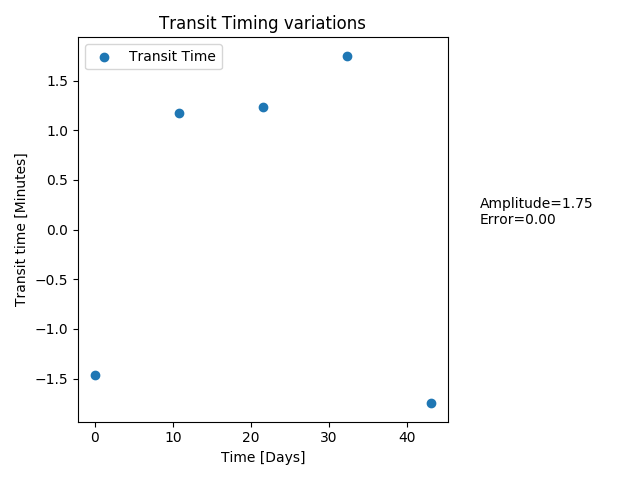 Transit Timing variations
Transit Time
1.5
1.0
0.5
0.0
−0.5
−1.0
−1.5
Transit time [Minutes]
0 10 20 30 40
Time [Days]
Amplitude=1.75
Error=0.00